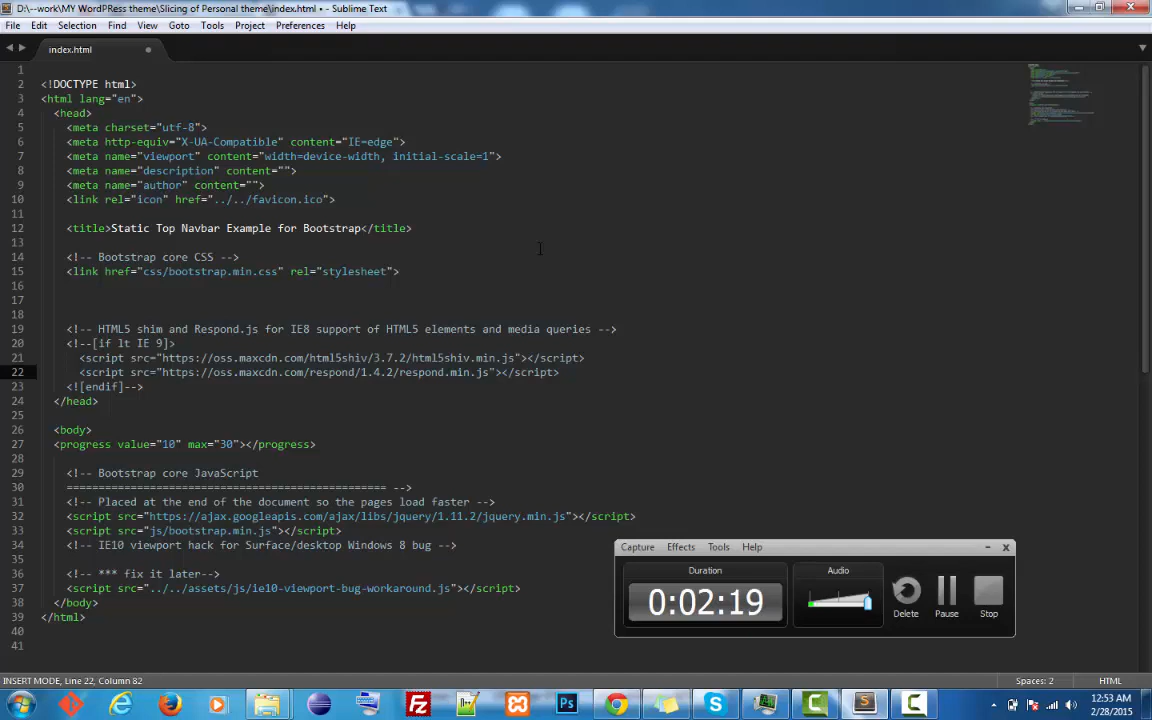 D:\--work\MY WordPRess theme\Slicing of Personal theme\index.html • - Sublime Text
File Edit Selection Find View Goto Tools Project Preferences Help
index.html
1
2 <!DOCTYPE html>
3 <html lang="en">
4 <head>
5 <meta charset="utf-8">
6 <meta http-equiv="X-UA-Compatible" content="IE=edge">
7 <meta name="viewport" content="width=device-width, initial-scale=1">
8 <meta name="description" content="">
9 <meta name="author" content="">
10 <link rel="icon" href="../../favicon.ico">
11
12 <title>Static Top Navbar Example for Bootstrap</title>
13
14 <!-- Bootstrap core CSS -->
15 <link href="css/bootstrap.min.css" rel="stylesheet">
16
17
18
19 <!-- HTML5 shim and Respond.js for IE8 support of HTML5 elements and media queries -->
20 <!--[if lt IE 9]>
21 <script src="https://oss.maxcdn.com/html5shiv/3.7.2/html5shiv.min.js"></script>
22 <script src="https://oss.maxcdn.com/respond/1.4.2/respond.min.js"></script>
23 <![endif]-->
24 </head>
25
26 <body>
27 <progress value="10" max="30"></progress>
28
29 <!-- Bootstrap core JavaScript
30 ================================================== -->
31 <!-- Placed at the end of the document so the pages load faster -->
32 <script src="https://ajax.googleapis.com/ajax/libs/jquery/1.11.2/jquery.min.js"></script>
33 <script src="js/bootstrap.min.js"></script>
34 <!-- IE10 viewport hack for Surface/desktop Windows 8 bug -->
35
36 <!-- *** fix it later-->
37 <script src="../../assets/js/ie10-viewport-bug-workaround.js"></script>
38 </body>
39 </html>
40
41
Capture Effects Tools Help
Duration Audio
0:02:19
Delete Pause Stop
INSERT MODE, Line 22, Column 82 Spaces: 2 HTML
12:53 AM
2/28/2015